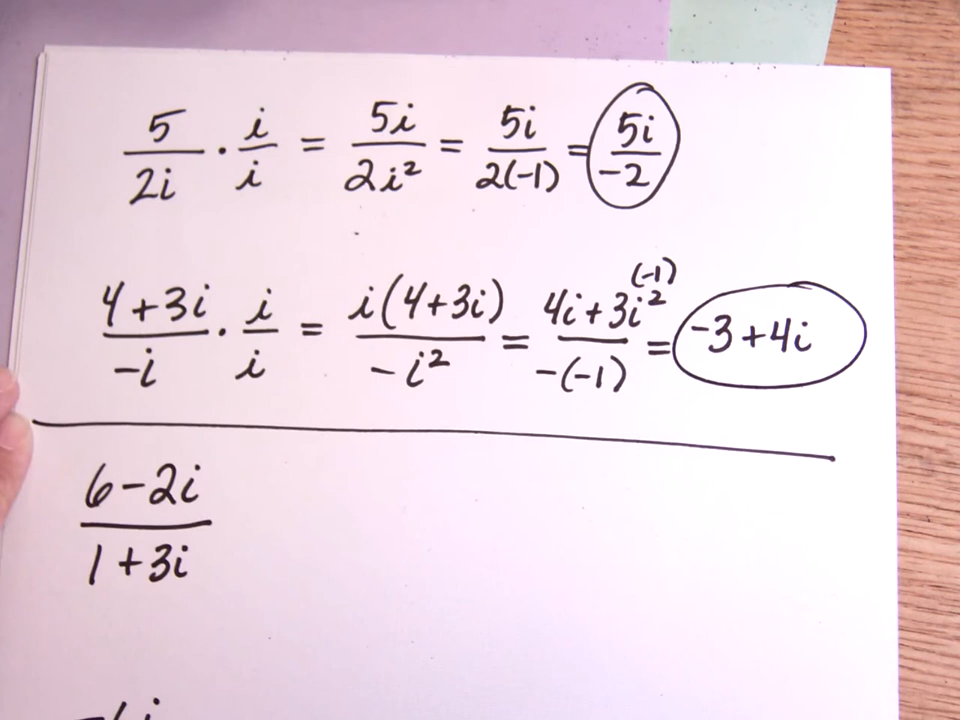 5/2i · i/i = 5i/2i² = 5i/2(-1) = 5i/-2
4+3i/-i · i/i = i(4+3i)/-i² = 4i+3i²(-1)/-(-1) = -3+4i
6-2i/1+3i